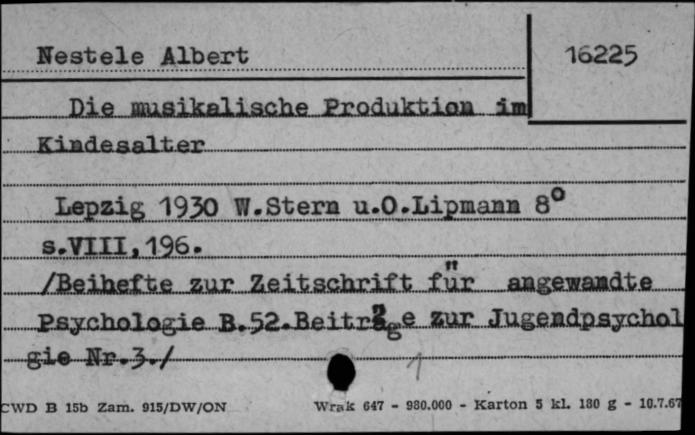 Nestele Albert
16225
Die musikalische Produktion im
Kindesalter
Lepzig 1930 W.Stern u.O.Lipmann 8°
s.VIII,196.
/Beihefte zur Zeitschrift für angewandte
Psychologie B.52.Beiträge zur Jugendpsychol
gie Nr.3./
1
CWD B 15b Zam. 915/DW/ON
Wrak 647 - 980.000 - Karton 5 kl. 180 g - 10.7.67